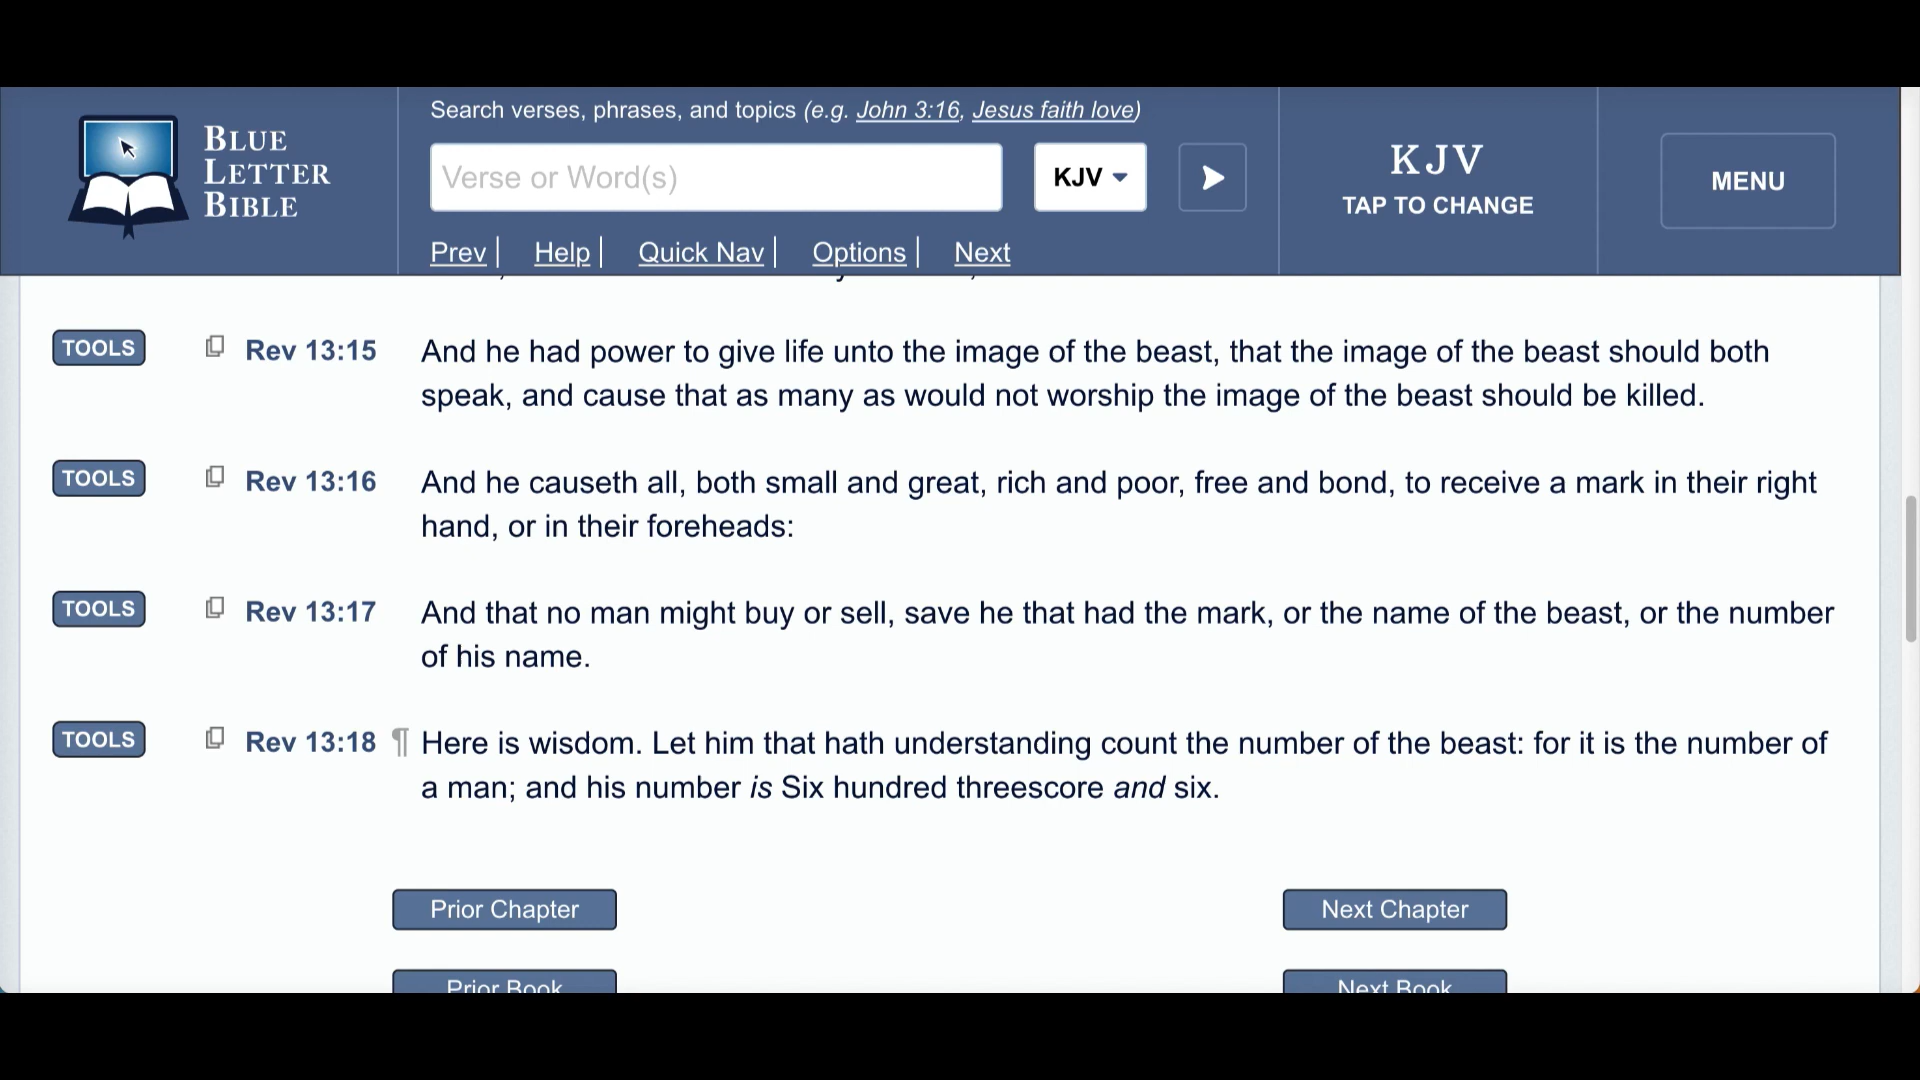 BLUE
LETTER
BIBLE
Search verses, phrases, and topics (e.g. John 3:16, Jesus faith love)
Verse or Word(s)
KJV
Prev | Help | Quick Nav | Options | Next
KJV
TAP TO CHANGE
MENU
TOOLS Rev 13:15 And he had power to give life unto the image of the beast, that the image of the beast should both
speak, and cause that as many as would not worship the image of the beast should be killed.
TOOLS Rev 13:16 And he causeth all, both small and great, rich and poor, free and bond, to receive a mark in their right
hand, or in their foreheads:
TOOLS Rev 13:17 And that no man might buy or sell, save he that had the mark, or the name of the beast, or the number
of his name.
TOOLS Rev 13:18 ¶ Here is wisdom. Let him that hath understanding count the number of the beast: for it is the number of
a man; and his number is Six hundred threescore and six.
Prior Chapter Next Chapter
Prior Book Next Book